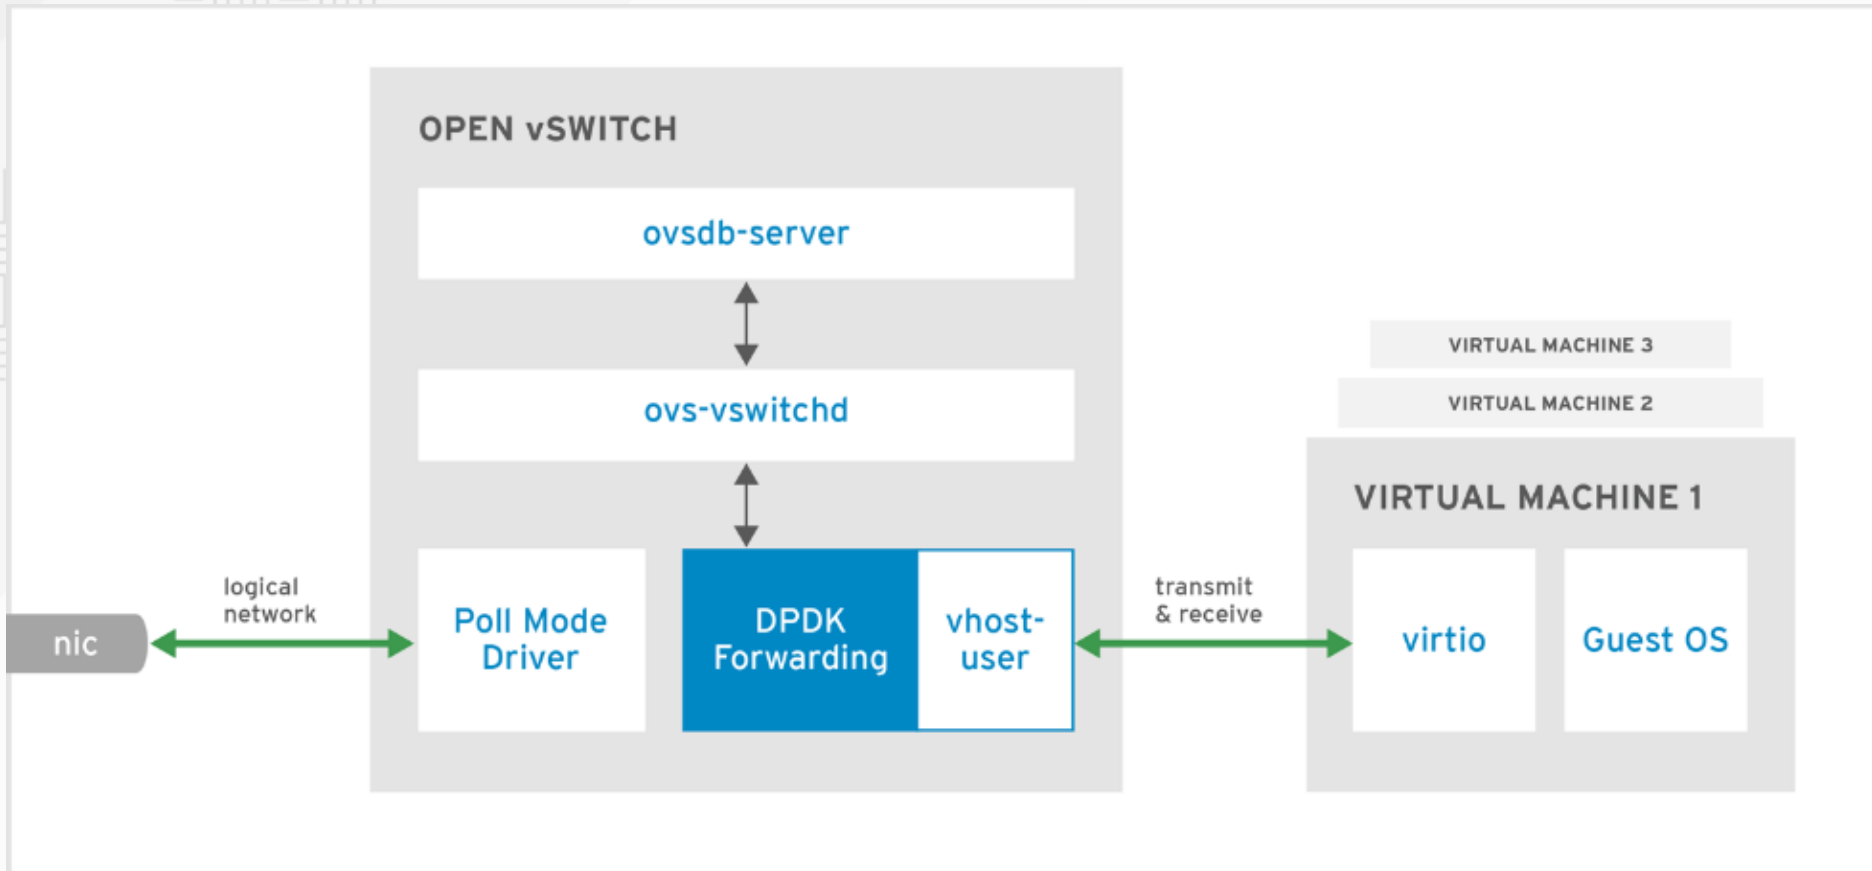 OPEN vSWITCH
ovsdb-server
ovs-vswitchd
nic
logical
network
Poll Mode
Driver
DPDK
Forwarding
vhost-
user
transmit
& receive
VIRTUAL MACHINE 3
VIRTUAL MACHINE 2
VIRTUAL MACHINE 1
virtio
Guest OS